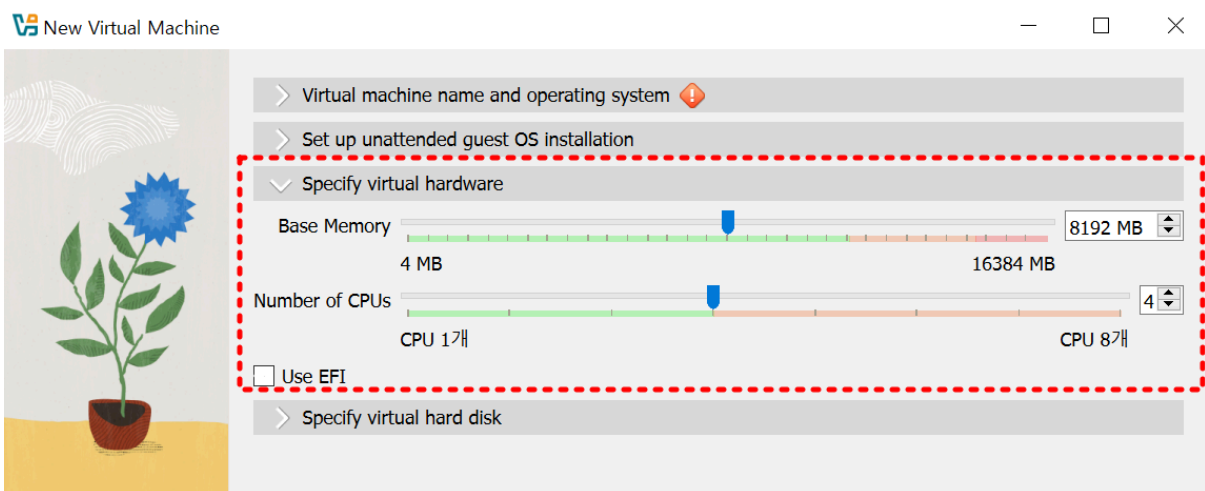 New Virtual Machine
Virtual machine name and operating system
Set up unattended guest OS installation
Specify virtual hardware
Base Memory 8192 MB
4 MB 16384 MB
Number of CPUs 4
CPU 1개 CPU 8개
Use EFI
Specify virtual hard disk